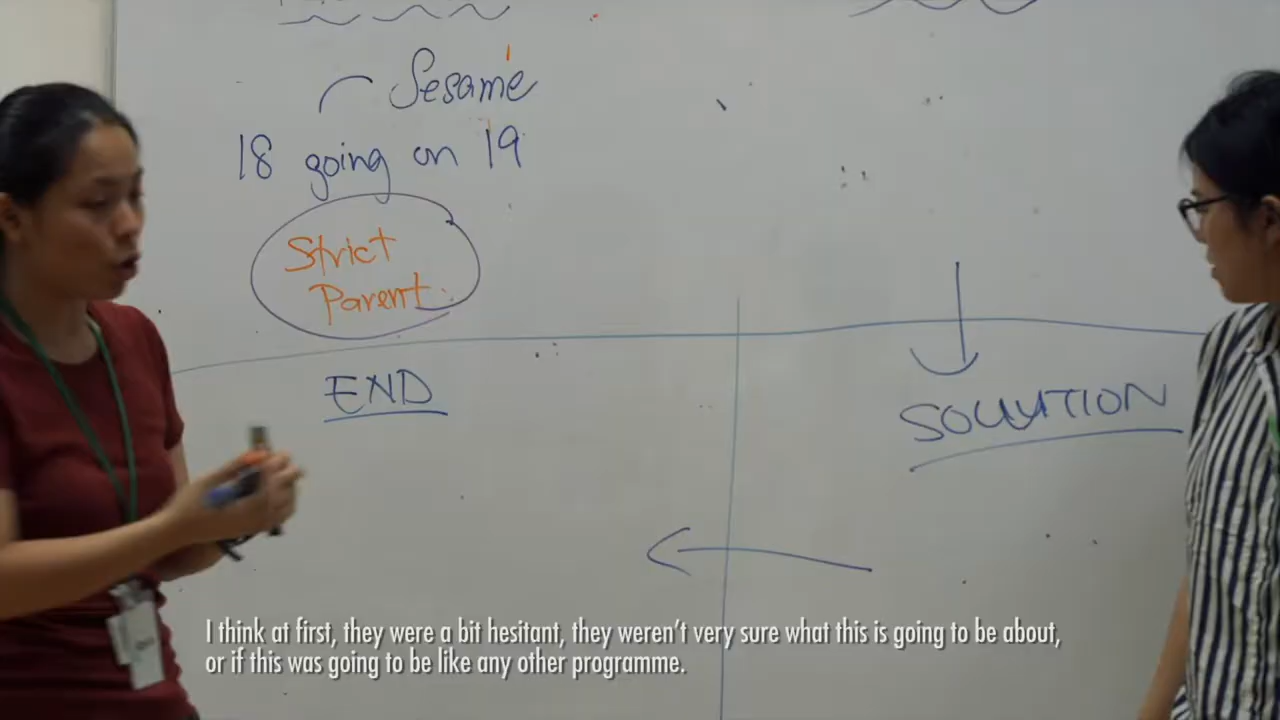 Sesame
18 going on 19
Strict
Parent.
END
SOLUTION
I think at first, they were a bit hesitant, they weren't very sure what this is going to be about,
or if this was going to be like any other programme.